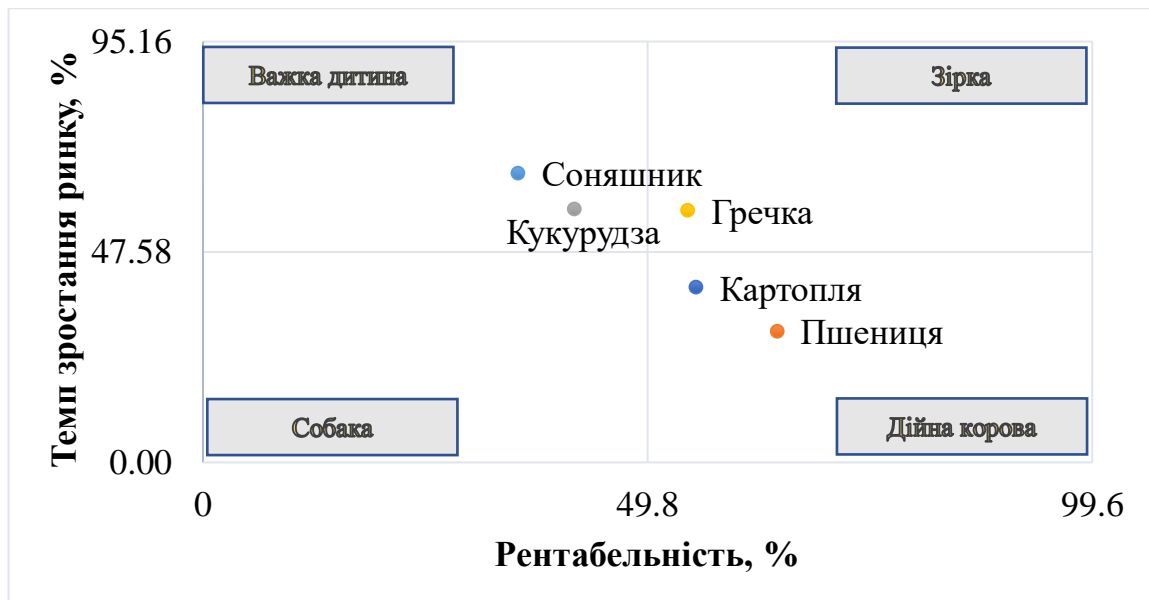 95.16
Важка дитина
Зірка
Темп зростання ринку, %
Соняшник
Гречка
Кукурудза
47.58
Картопля
Пшениця
Собака
Дійна корова
0.00
0
49.8
99.6
Рентабельність, %